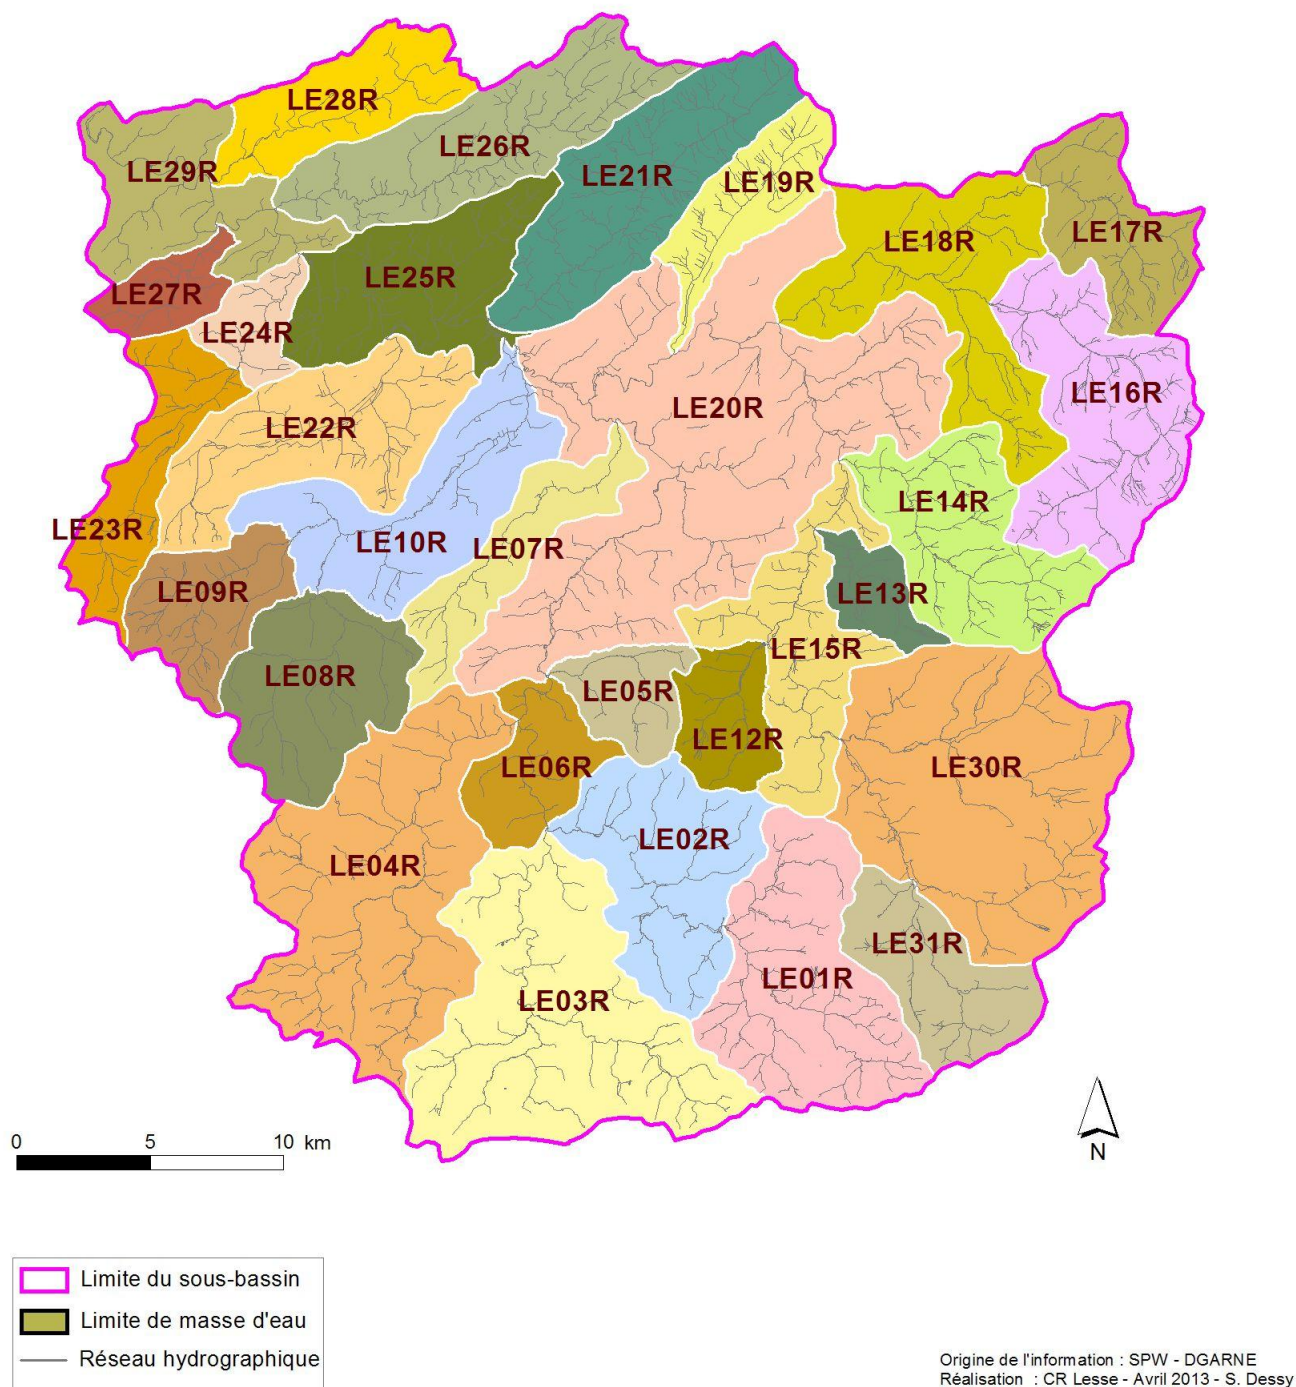 LE28R
LE26R
LE29R
LE21R
LE19R
LE17R
LE18R
LE25R
LE27R
LE24R
LE16R
LE20R
LE22R
LE14R
LE23R
LE10R
LE07R
LE09R
LE13R
LE15R
LE08R
LE05R
LE12R
LE06R
LE30R
LE02R
LE04R
LE31R
LE01R
LE03R
0 5 10 km
N
Limite du sous-bassin
Limite de masse d'eau
Réseau hydrographique
Origine de l'information : SPW - DGARNE
Réalisation : CR Lesse - Avril 2013 - S. Dessy